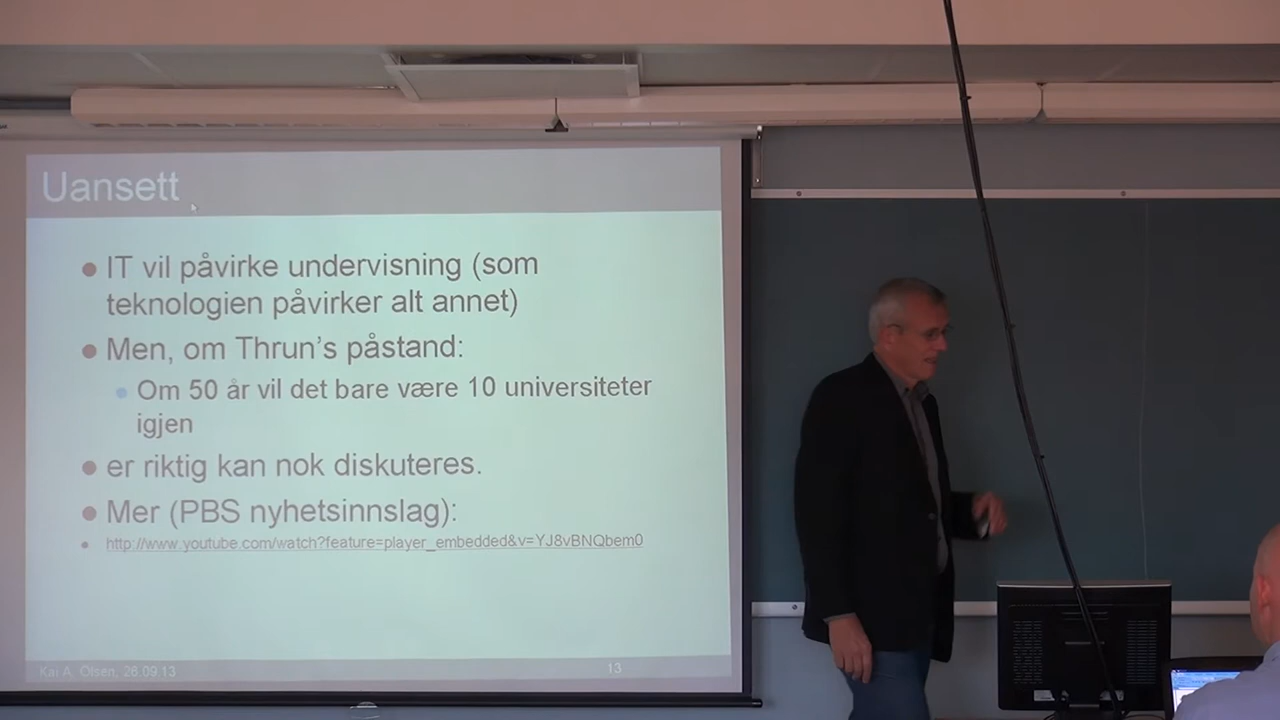 Uansett
IT vil påvirke undervisning (som
teknologien påvirker alt annet)
Men, om Thrun's påstand:
Om 50 år vil det bare være 10 universiteter
igjen
er riktig kan nok diskuteres.
Mer (PBS nyhetsinnslag):
http://www.youtube.com/watch?feature=player_embedded&v=YJ8vBNQbem0
Kai A. Olsen, 26.09.13
13